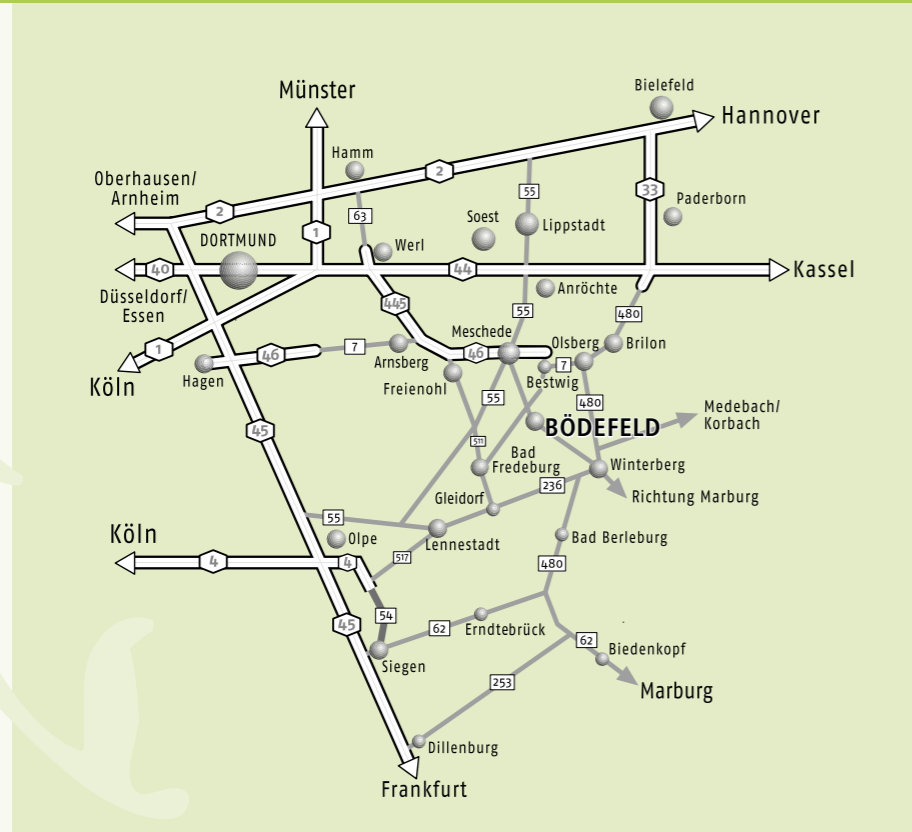 Bielefeld
Münster
Hannover
Hamm
2
Oberhausen/
Arnheim
55
33
Paderborn
2
63
Soest
Lippstadt
1
DORTMUND
Werl
40
44
Kassel
Düsseldorf/
Essen
Anröchte
445
55
480
Meschede
Olsberg
Brilon
1
46
7
46
Köln
Hagen
Arnsberg
Freienohl
7
Bestwig
55
480
Medebach/
Korbach
BÖDEFELD
45
511
Bad
Fredeburg
Winterberg
236
Gleidorf
Richtung Marburg
55
Olpe
Lennestadt
Köln
Bad Berleburg
4
4
517
480
54
45
62
Erndtebrück
62
Siegen
Biedenkopf
253
Marburg
Dillenburg
Frankfurt